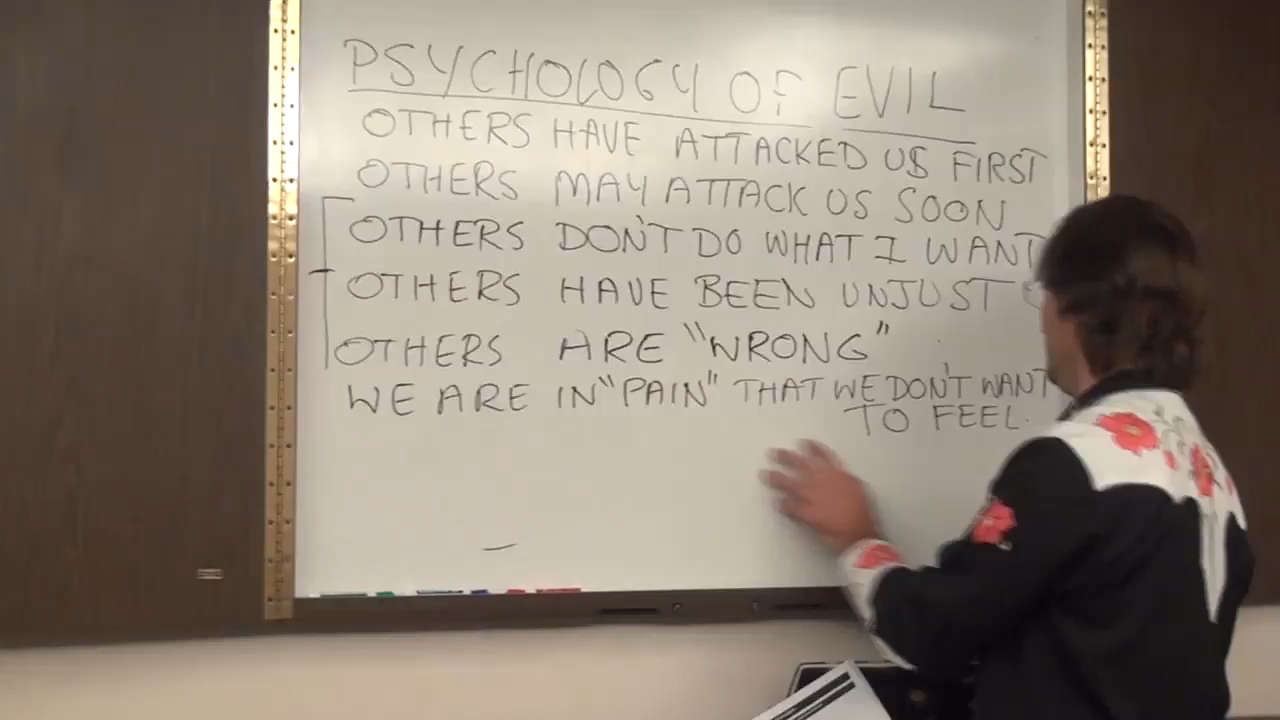 PSYCHOLOGY OF EVIL
OTHERS HAVE ATTACKED US FIRST
OTHERS MAY ATTACK US SOON
OTHERS DON'T DO WHAT I WANT
OTHERS HAVE BEEN UNJUST
OTHERS ARE "WRONG"
WE ARE IN "PAIN" THAT WE DON'T WANT
TO FEEL.